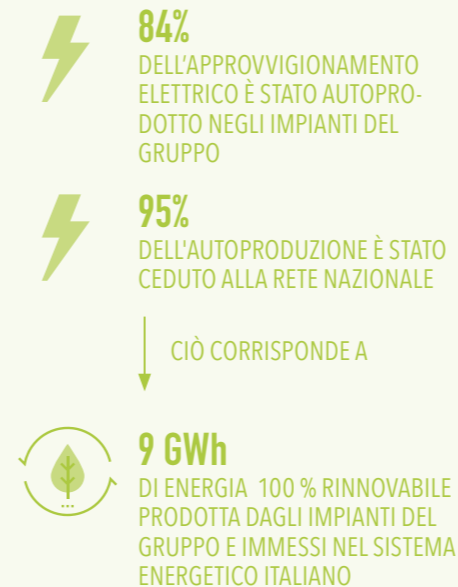 84%
DELL'APPROVVIGIONAMENTO
ELETTRICO È STATO AUTOPRO-
DOTTO NEGLI IMPIANTI DEL
GRUPPO
95%
DELL'AUTOPRODUZIONE È STATO
CEDUTO ALLA RETE NAZIONALE
CIÒ CORRISPONDE A
9 GWh
DI ENERGIA 100 % RINNOVABILE
PRODOTTA DAGLI IMPIANTI DEL
GRUPPO E IMMESSI NEL SISTEMA
ENERGETICO ITALIANO